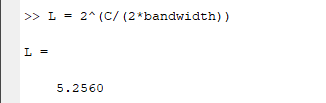 >> L = 2^(C/(2*bandwidth))
L =
5.2560